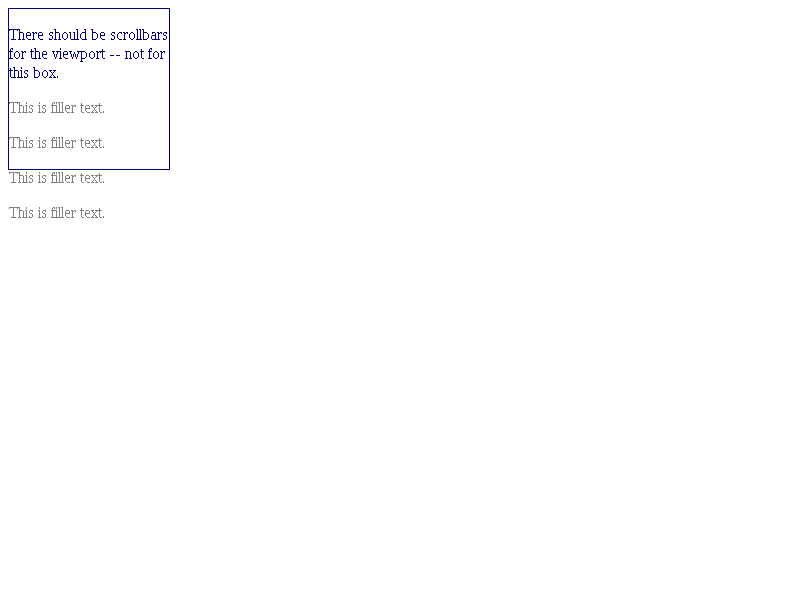 There should be scrollbars
for the viewport -- not for
this box.
This is filler text.
This is filler text.
This is filler text.
This is filler text.